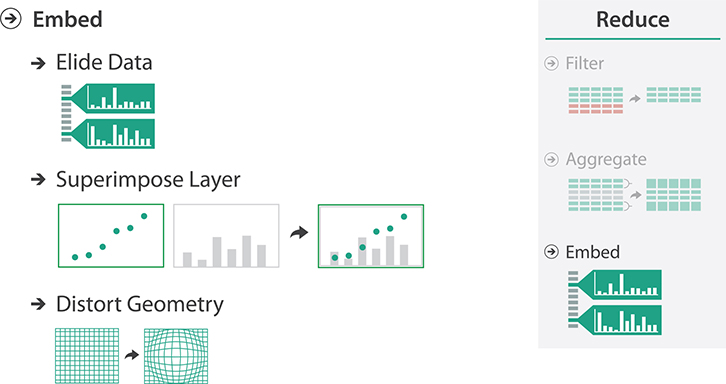 Embed
Elide Data
Superimpose Layer
Distort Geometry
Reduce
Filter
Aggregate
Embed